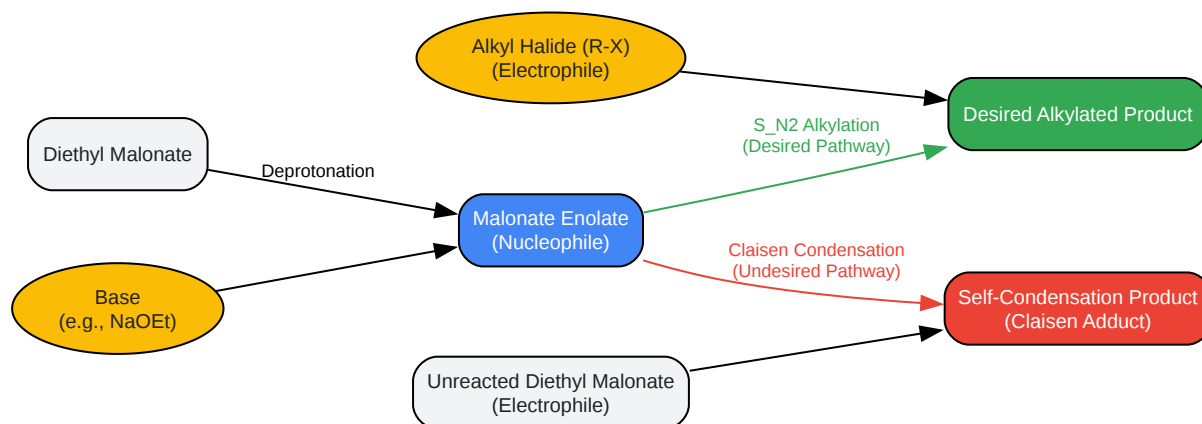 Alkyl Halide (R-X)
(Electrophile)
Desired Alkylated Product
S_N2 Alkylation
(Desired Pathway)
Diethyl Malonate
Deprotonation
Malonate Enolate
(Nucleophile)
Claisen Condensation
(Undesired Pathway)
Base
(e.g., NaOEt)
Self-Condensation Product
(Claisen Adduct)
Unreacted Diethyl Malonate
(Electrophile)